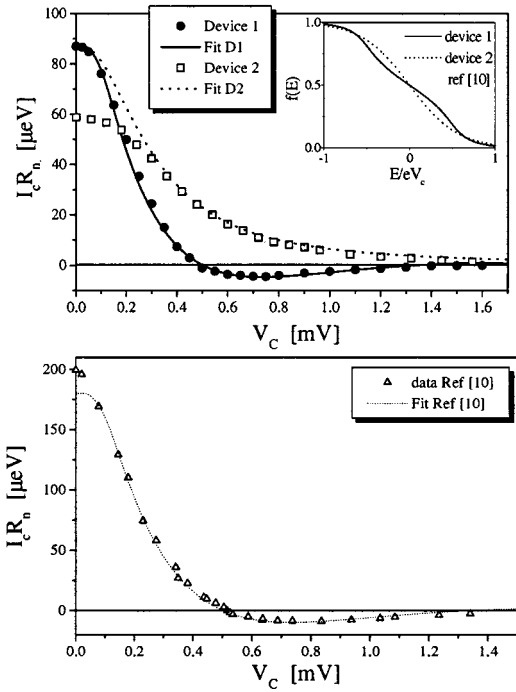 Device 1
Fit D1
Device 2
Fit D2
device 1
device 2
ref [10]
1.0
0.5
0.0
f(E)
-1
0
1
E/eV_c
100
80
60
40
20
0
I_cR_n. [µeV]
0.0
0.2
0.4
0.6
0.8
1.0
1.2
1.4
1.6
V_C [mV]
data Ref [10]
Fit Ref [10]
200
150
100
50
0
-50
I_cR_n [µeV]
0.0
0.2
0.4
0.6
0.8
1.0
1.2
1.4
V_C [mV]